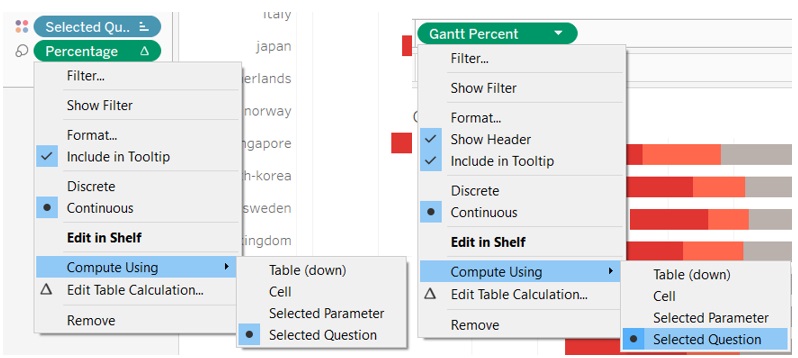 Selected Qu..
Percentage
Filter...
Show Filter
Format...
Include in Tooltip
Discrete
Continuous
Edit in Shelf
Compute Using
Edit Table Calculation...
Remove
Table (down)
Cell
Selected Parameter
Selected Question
Italy
japan
erlands
norway
ngapore
h-korea
sweden
kingdom
Gantt Percent
Filter...
Show Filter
Format...
Show Header
Include in Tooltip
Discrete
Continuous
Edit in Shelf
Compute Using
Edit Table Calculation...
Remove
Table (down)
Cell
Selected Parameter
Selected Question